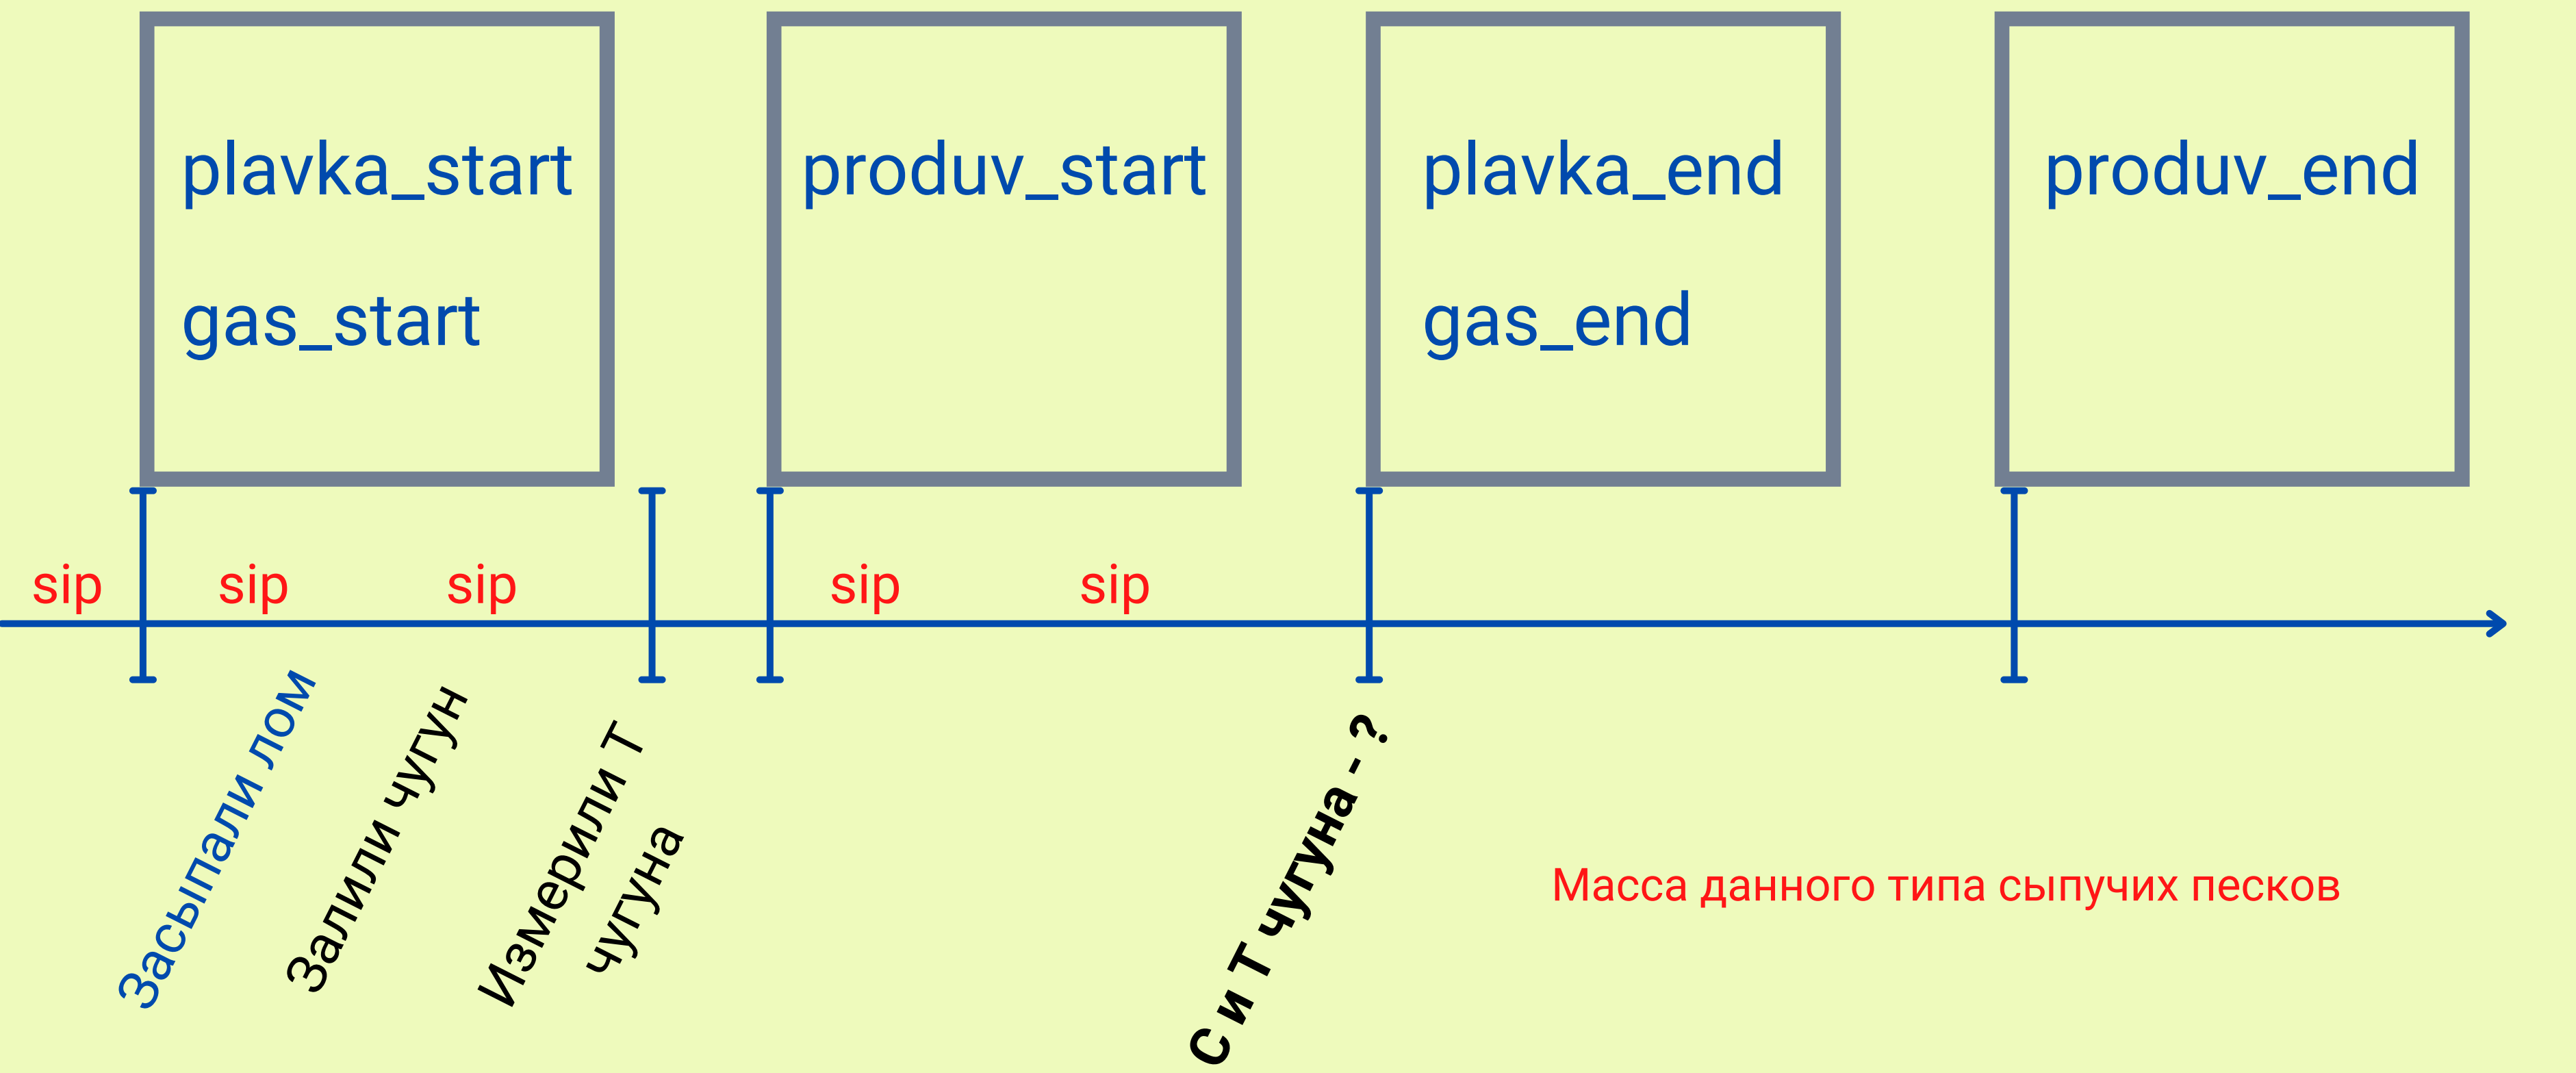 plavka_start
gas_start
produv_start
plavka_end
gas_end
produv_end
sip
sip
sip
sip
sip
Засыпали лом
Залили чугун
Измерили Т
чугуна
С и Т чугуна - ?
Масса данного типа сыпучих песков